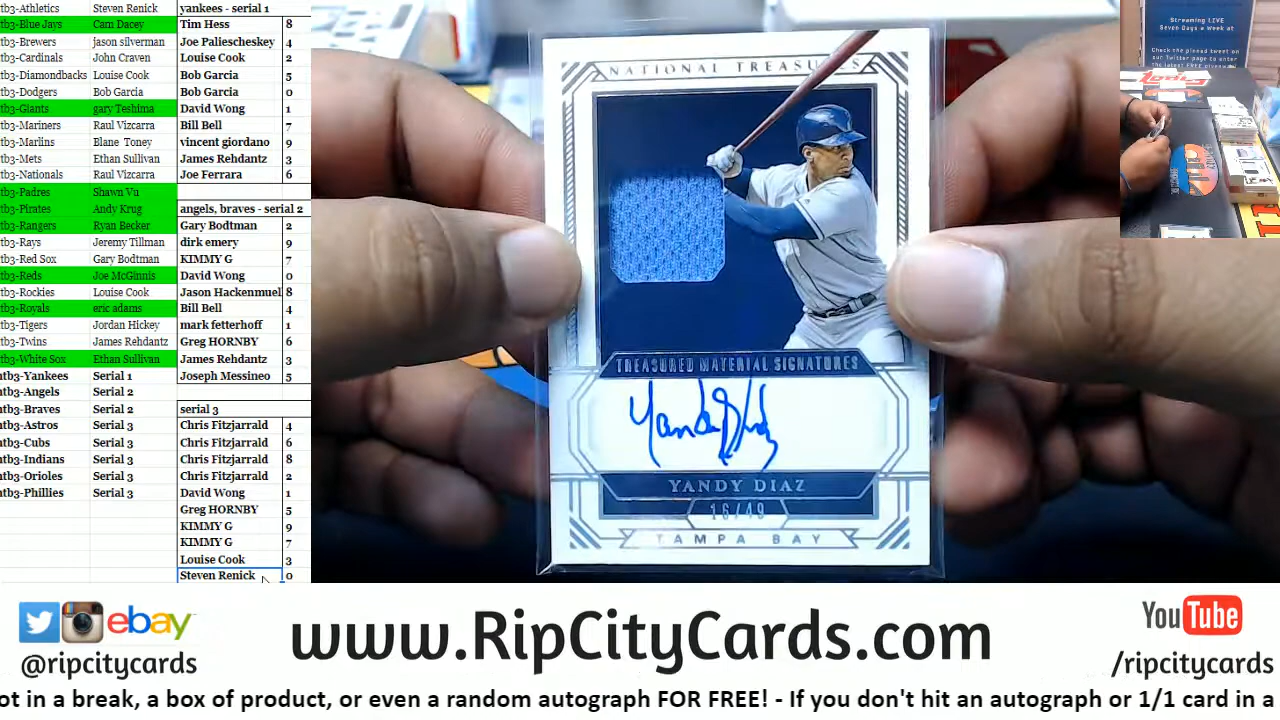 tb3-Athletics Steven Renick
tb3-Blue Jays Cam Dacey
tb3-Brewers jason silverman
tb3-Cardinals John Craven
tb3-Diamondbacks Louise Cook
tb3-Dodgers Bob Garcia
tb3-Giants gary Teshima
tb3-Mariners Raul Vizcarra
tb3-Marlins Blane Toney
tb3-Mets Ethan Sullivan
tb3-Nationals Raul Vizcarra
tb3-Padres Shawn Vu
tb3-Pirates Andy Krug
tb3-Rangers Ryan Becker
tb3-Rays Jeremy Tillman
tb3-Red Sox Gary Bodtman
tb3-Reds Joe McGinnis
tb3-Rockies Louise Cook
tb3-Royals eric adams
tb3-Tigers Jordan Hickey
tb3-Twins James Rehdantz
tb3-White Sox Ethan Sullivan
ntb3-Yankees Serial 1
ntb3-Angels Serial 2
ntb3-Braves Serial 2
ntb3-Astros Serial 3
ntb3-Cubs Serial 3
ntb3-Indians Serial 3
ntb3-Orioles Serial 3
ntb3-Phillies Serial 3
yankees - serial 1
Tim Hess 8
Joe Paliescheskey 4
Louise Cook 2
Bob Garcia 5
Bob Garcia 0
David Wong 1
Bill Bell 7
vincent giordano 9
James Rehdantz 3
Joe Ferrara 6
angels, braves - serial 2
Gary Bodtman 2
dirk emery 9
KIMMY G 7
David Wong 0
Jason Hackenmuel 8
Bill Bell 4
mark fetterhoff 1
Greg HORNBY 6
James Rehdantz 3
Joseph Messineo 5
serial 3
Chris Fitzjarrald 4
Chris Fitzjarrald 6
Chris Fitzjarrald 8
Chris Fitzjarrald 2
David Wong 1
Greg HORNBY 5
KIMMY G 9
KIMMY G 7
Louise Cook 3
Steven Renick 0
NATIONAL TREASURES
TREASURED MATERIAL SIGNATURES
YANDY DIAZ
16/49
TAMPA BAY
Streaming LIVE
Seven Days a Week at
Check the pinned tweet on
our Twitter page to enter
the latest FREE
ebay
@ripcitycards
www.RipCityCards.com
YouTube
/ripcitycards
ot in a break, a box of product, or even a random autograph FOR FREE! - If you don't hit an autograph or 1/1 card in a